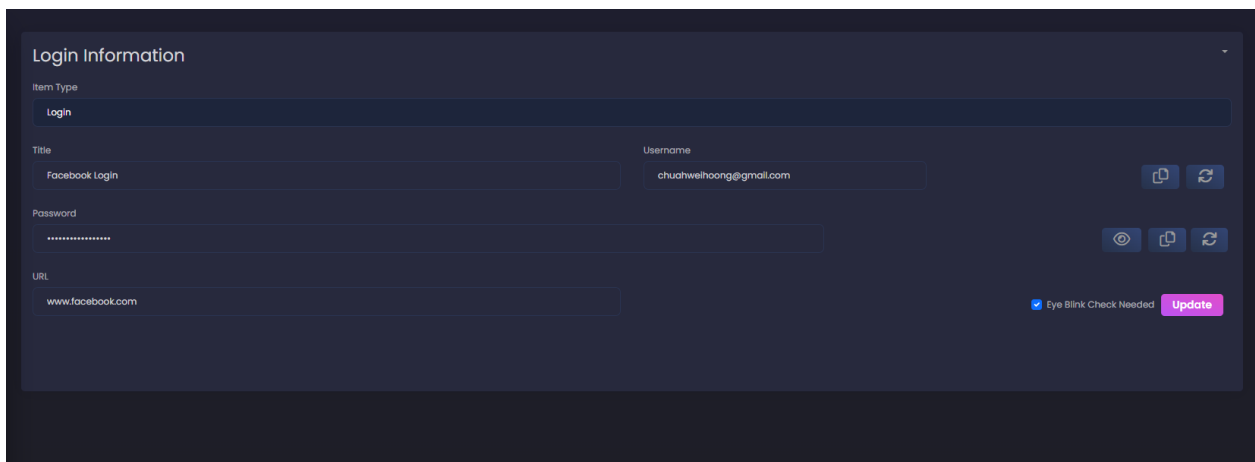 Login Information
Item Type
Login
Title Username
Facebook Login chuahweihoong@gmail.com
Password
••••••••••••••••
URL
www.facebook.com Eye Blink Check Needed Update